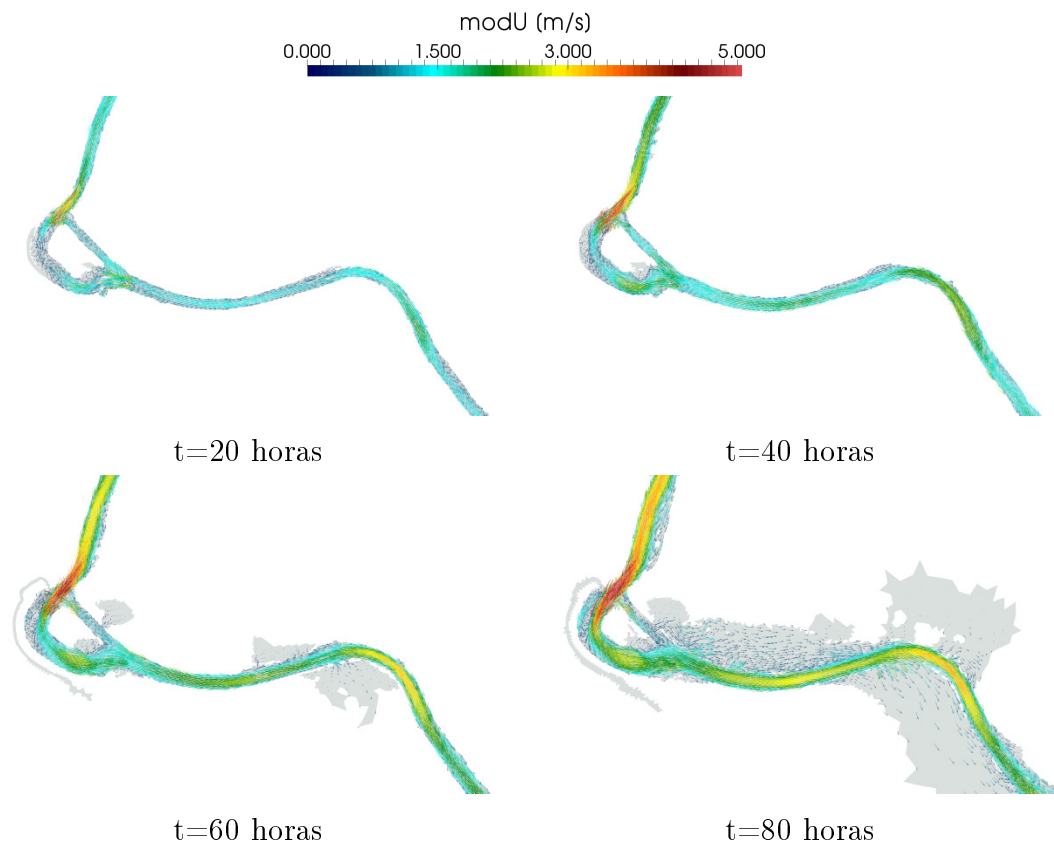 modU (m/s)
0.000 1.500 3.000 5.000
t=20 horas
t=40 horas
t=60 horas
t=80 horas